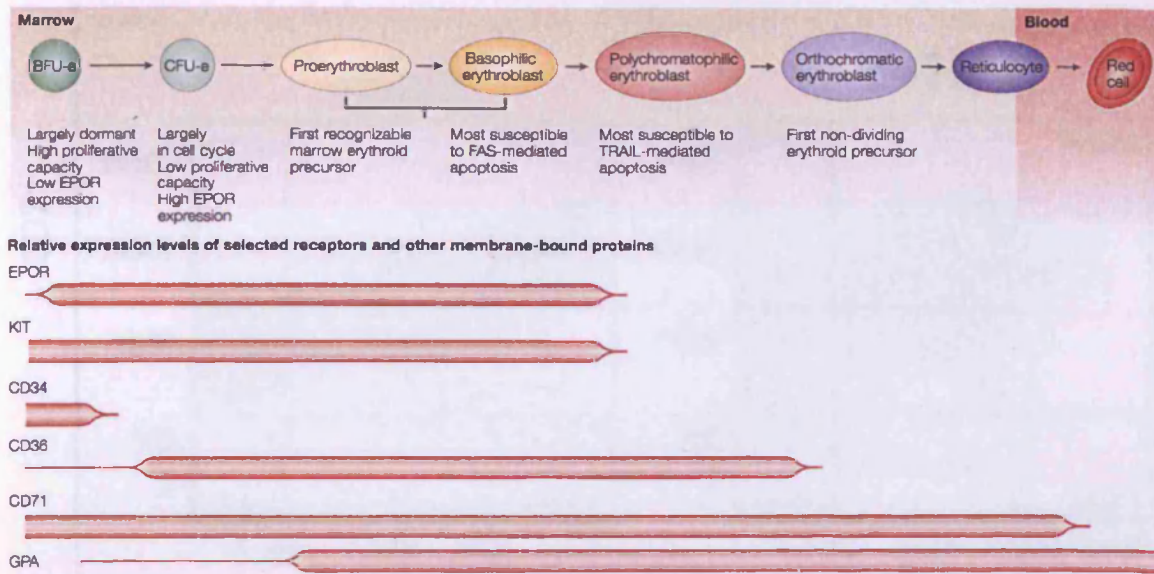 Marrow
Blood
BFU-e
CFU-e
Proerythroblast
Basophilic
erythroblast
Polychromatophilic
erythroblast
Orthochromatic
erythroblast
Reticulocyte
Red
cell
Largely dormant
High proliferative
capacity
Low EPOR
expression
Largely
in cell cycle
Low proliferative
capacity
High EPOR
expression
First recognizable
marrow erythroid
precursor
Most susceptible
to FAS-mediated
apoptosis
Most susceptible to
TRAIL-mediated
apoptosis
First non-dividing
erythroid precursor
Relative expression levels of selected receptors and other membrane-bound proteins
EPOR
KIT
CD34
CD36
CD71
GPA